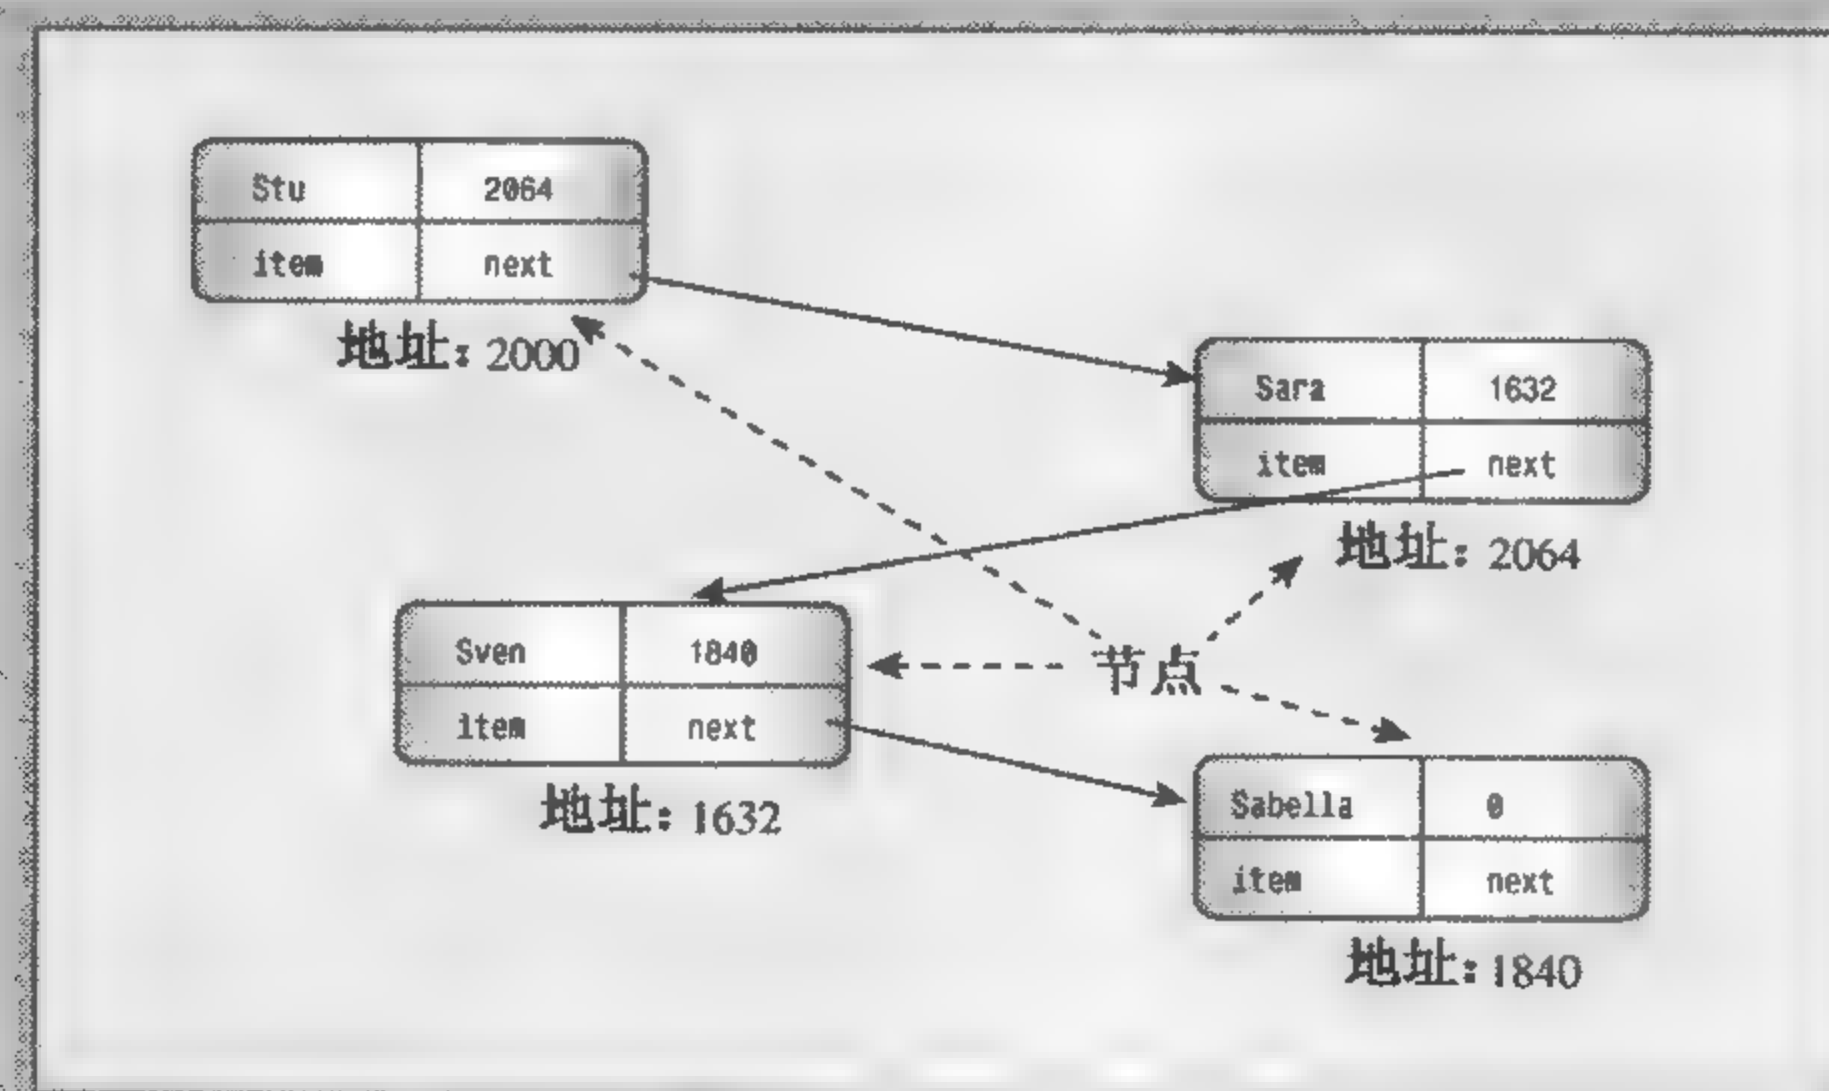 Stu 2064
item next
地址: 2000
Sara 1632
item next
地址: 2064
Sven 1840
item next
节点
地址: 1632
Sabella 0
item next
地址: 1840